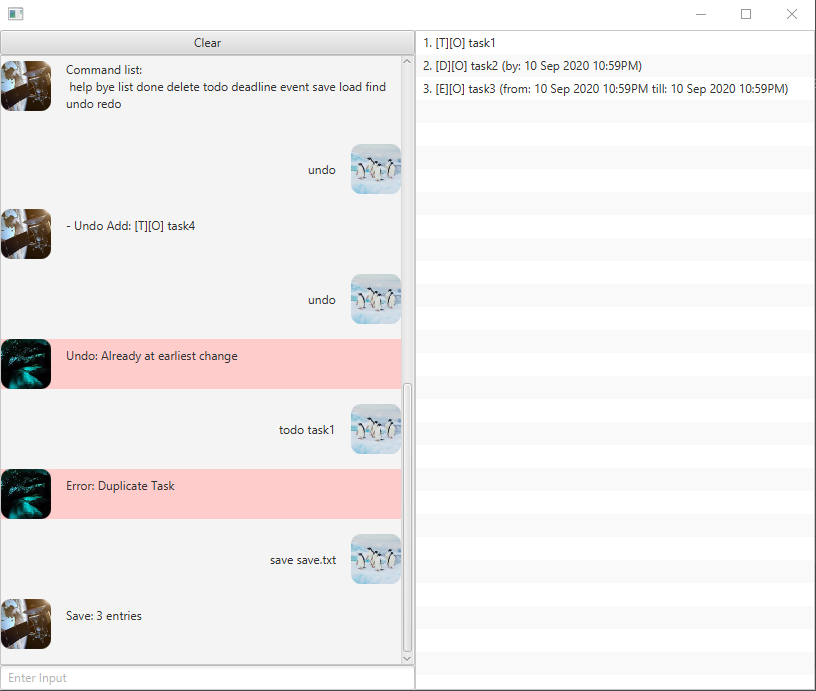 Clear
Command list:
help bye list done delete todo deadline event save load find
undo redo
undo
- Undo Add: [T][O] task4
undo
Undo: Already at earliest change
todo task1
Error: Duplicate Task
save save.txt
Save: 3 entries
Enter Input
1. [T][O] task1
2. [D][O] task2 (by: 10 Sep 2020 10:59PM)
3. [E][O] task3 (from: 10 Sep 2020 10:59PM till: 10 Sep 2020 10:59PM)